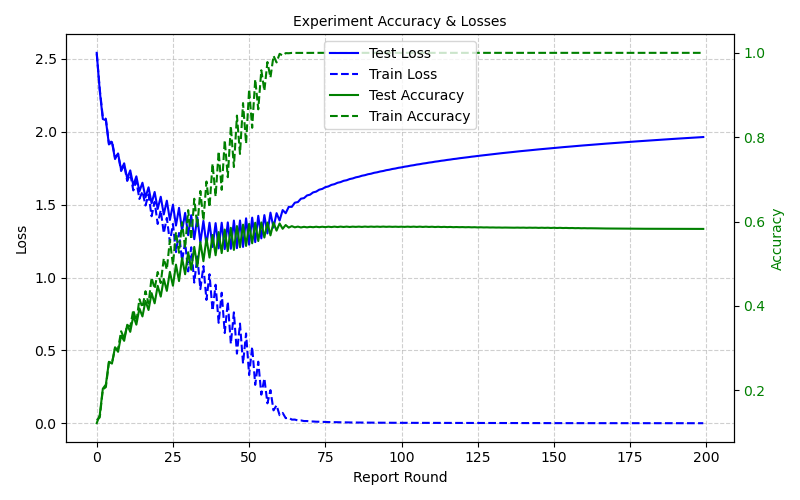 Experiment Accuracy & Losses
Test Loss
Train Loss
Test Accuracy
Train Accuracy
Loss
2.5
2.0
1.5
1.0
0.5
0.0
1.0
0.8
0.6
0.4
0.2
Accuracy
0 25 50 75 100 125 150 175 200
Report Round